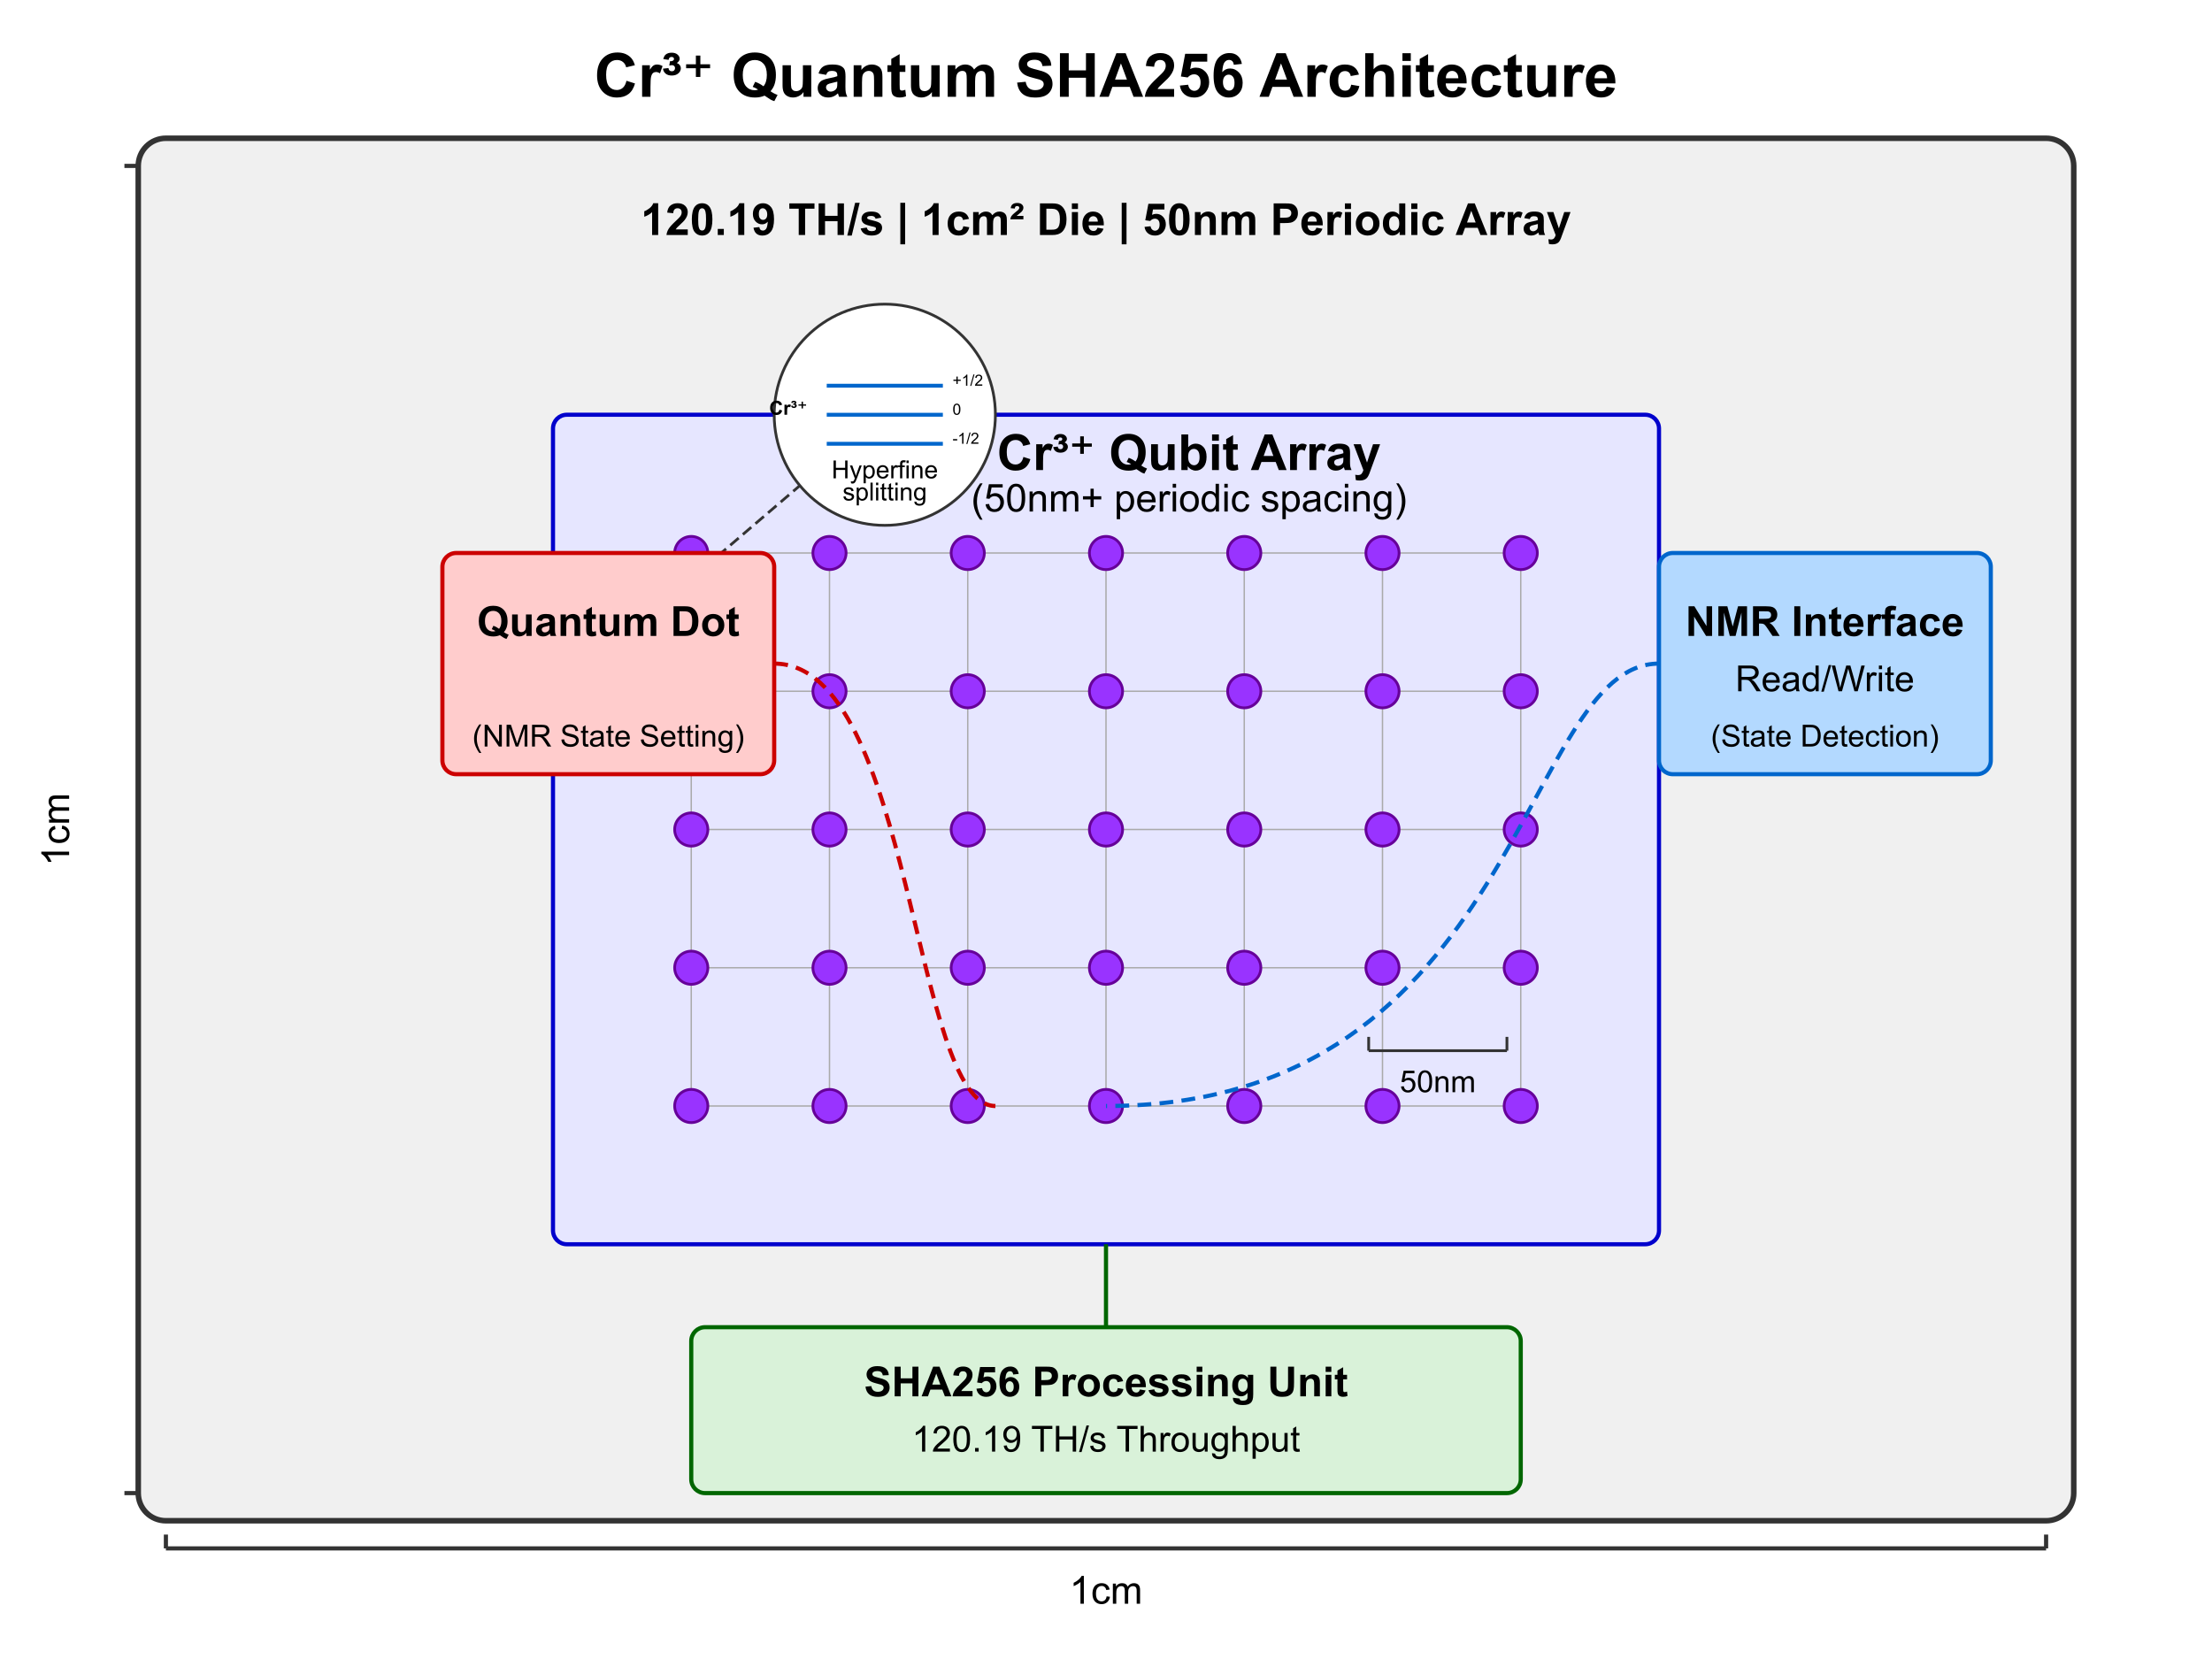 Cr³⁺ Quantum SHA256 Architecture
120.19 TH/s | 1cm² Die | 50nm Periodic Array
+1/2
Cr³⁺
0
-1/2
Hyperfine
splitting
Cr³⁺ Qubit Array
(50nm+ periodic spacing)
Quantum Dot
(NMR State Setting)
NMR Interface
Read/Write
(State Detection)
1cm
50nm
SHA256 Processing Unit
120.19 TH/s Throughput
1cm